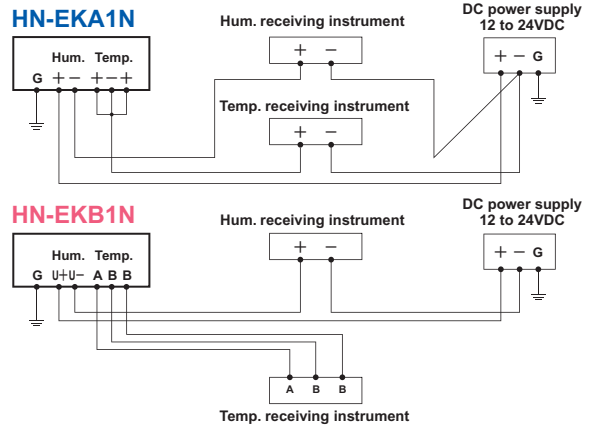 HN-EKA1N
Hum. receiving instrument
DC power supply
12 to 24VDC
Hum. Temp.
G + − + − +
+ −
+ − G
Temp. receiving instrument
+ −
HN-EKB1N
Hum. receiving instrument
DC power supply
12 to 24VDC
Hum. Temp.
G U+U− A B B
+ −
+ − G
A B B
Temp. receiving instrument